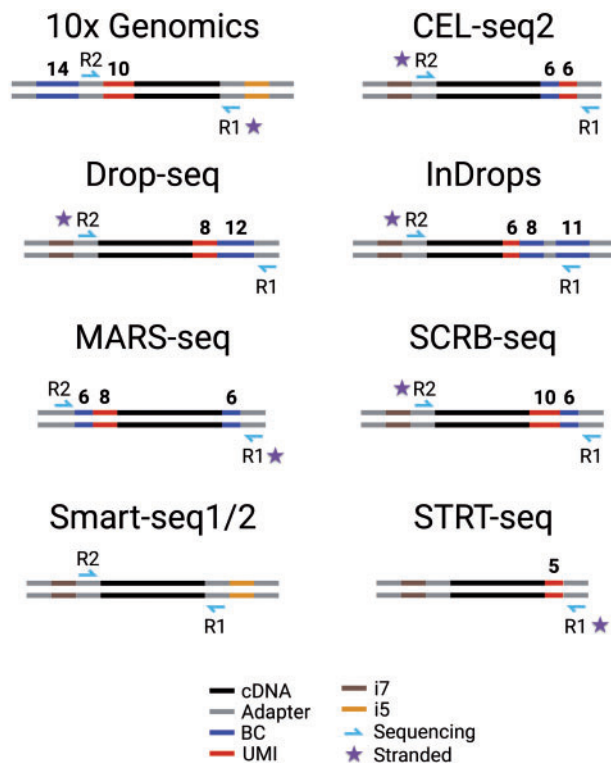 10x Genomics
14 R2 10
R1
CEL-seq2
R2 6 6
R1
Drop-seq
R2 8 12
R1
InDrops
R2 6 8 11
R1
MARS-seq
R2 6 8 6
R1
SCRB-seq
R2 10 6
R1
Smart-seq1/2
R2
R1
STRT-seq
5
R1
cDNA
Adapter
BC
UMI
i7
i5
Sequencing
Stranded